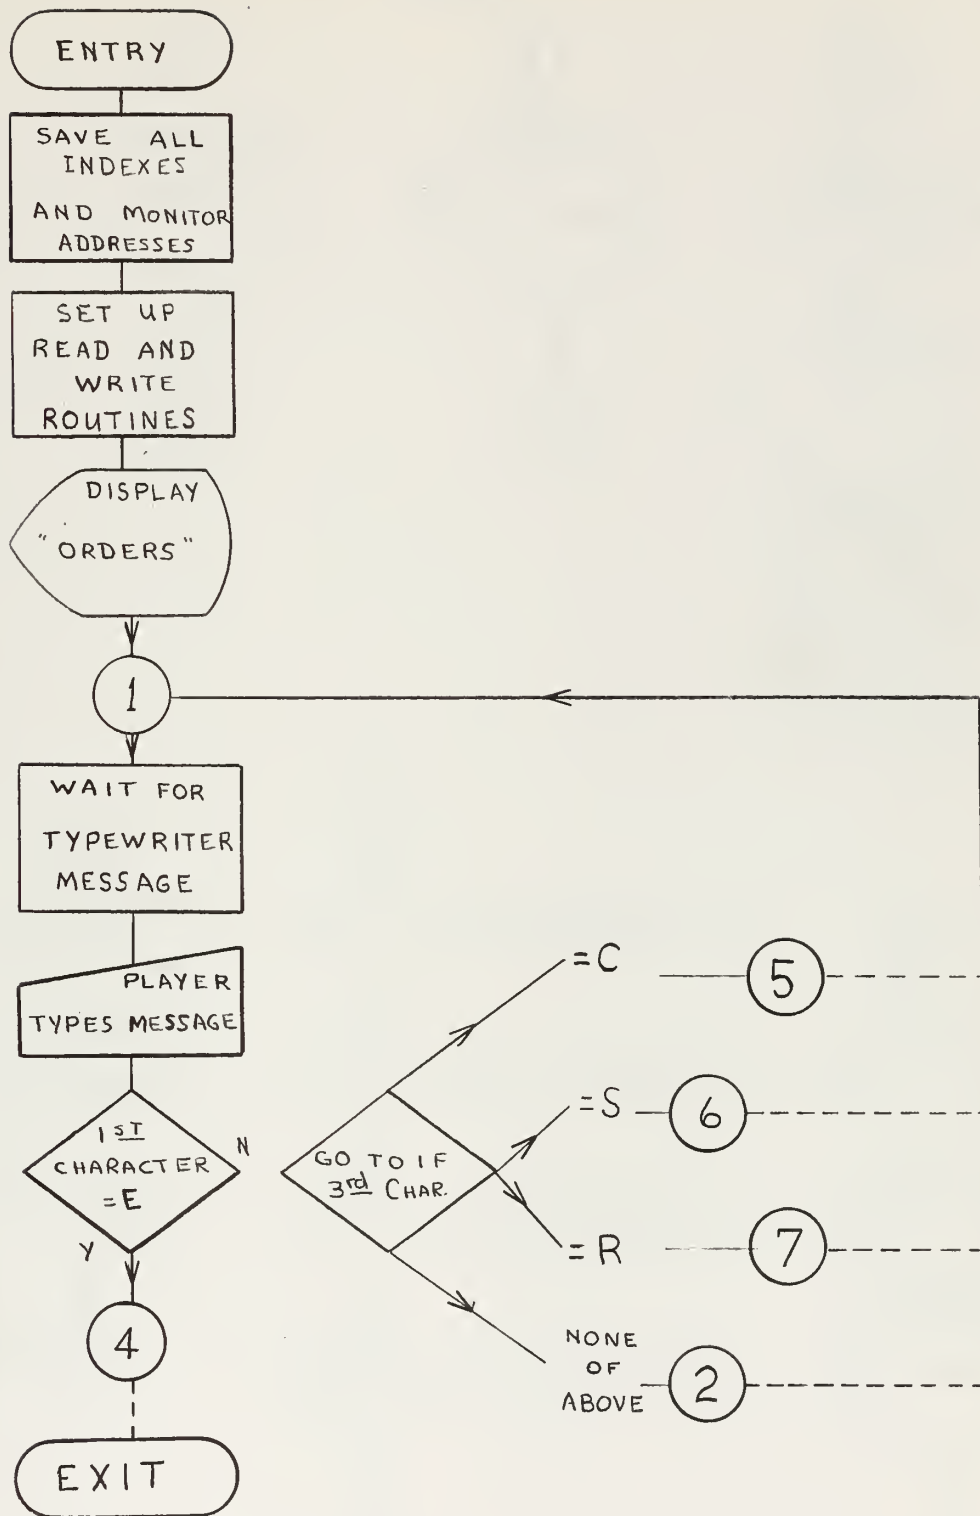 ENTRY
SAVE ALL
INDEXES
AND MONITOR
ADDRESSES
SET UP
READ AND
WRITE
ROUTINES
DISPLAY
"ORDERS"
1
WAIT FOR
TYPEWRITER
MESSAGE
PLAYER
TYPES MESSAGE
1ST
CHARACTER
=E
N
Y
4
EXIT
GO TO IF
3rd CHAR.
=C
5
=S
6
=R
7
NONE
OF
ABOVE
2